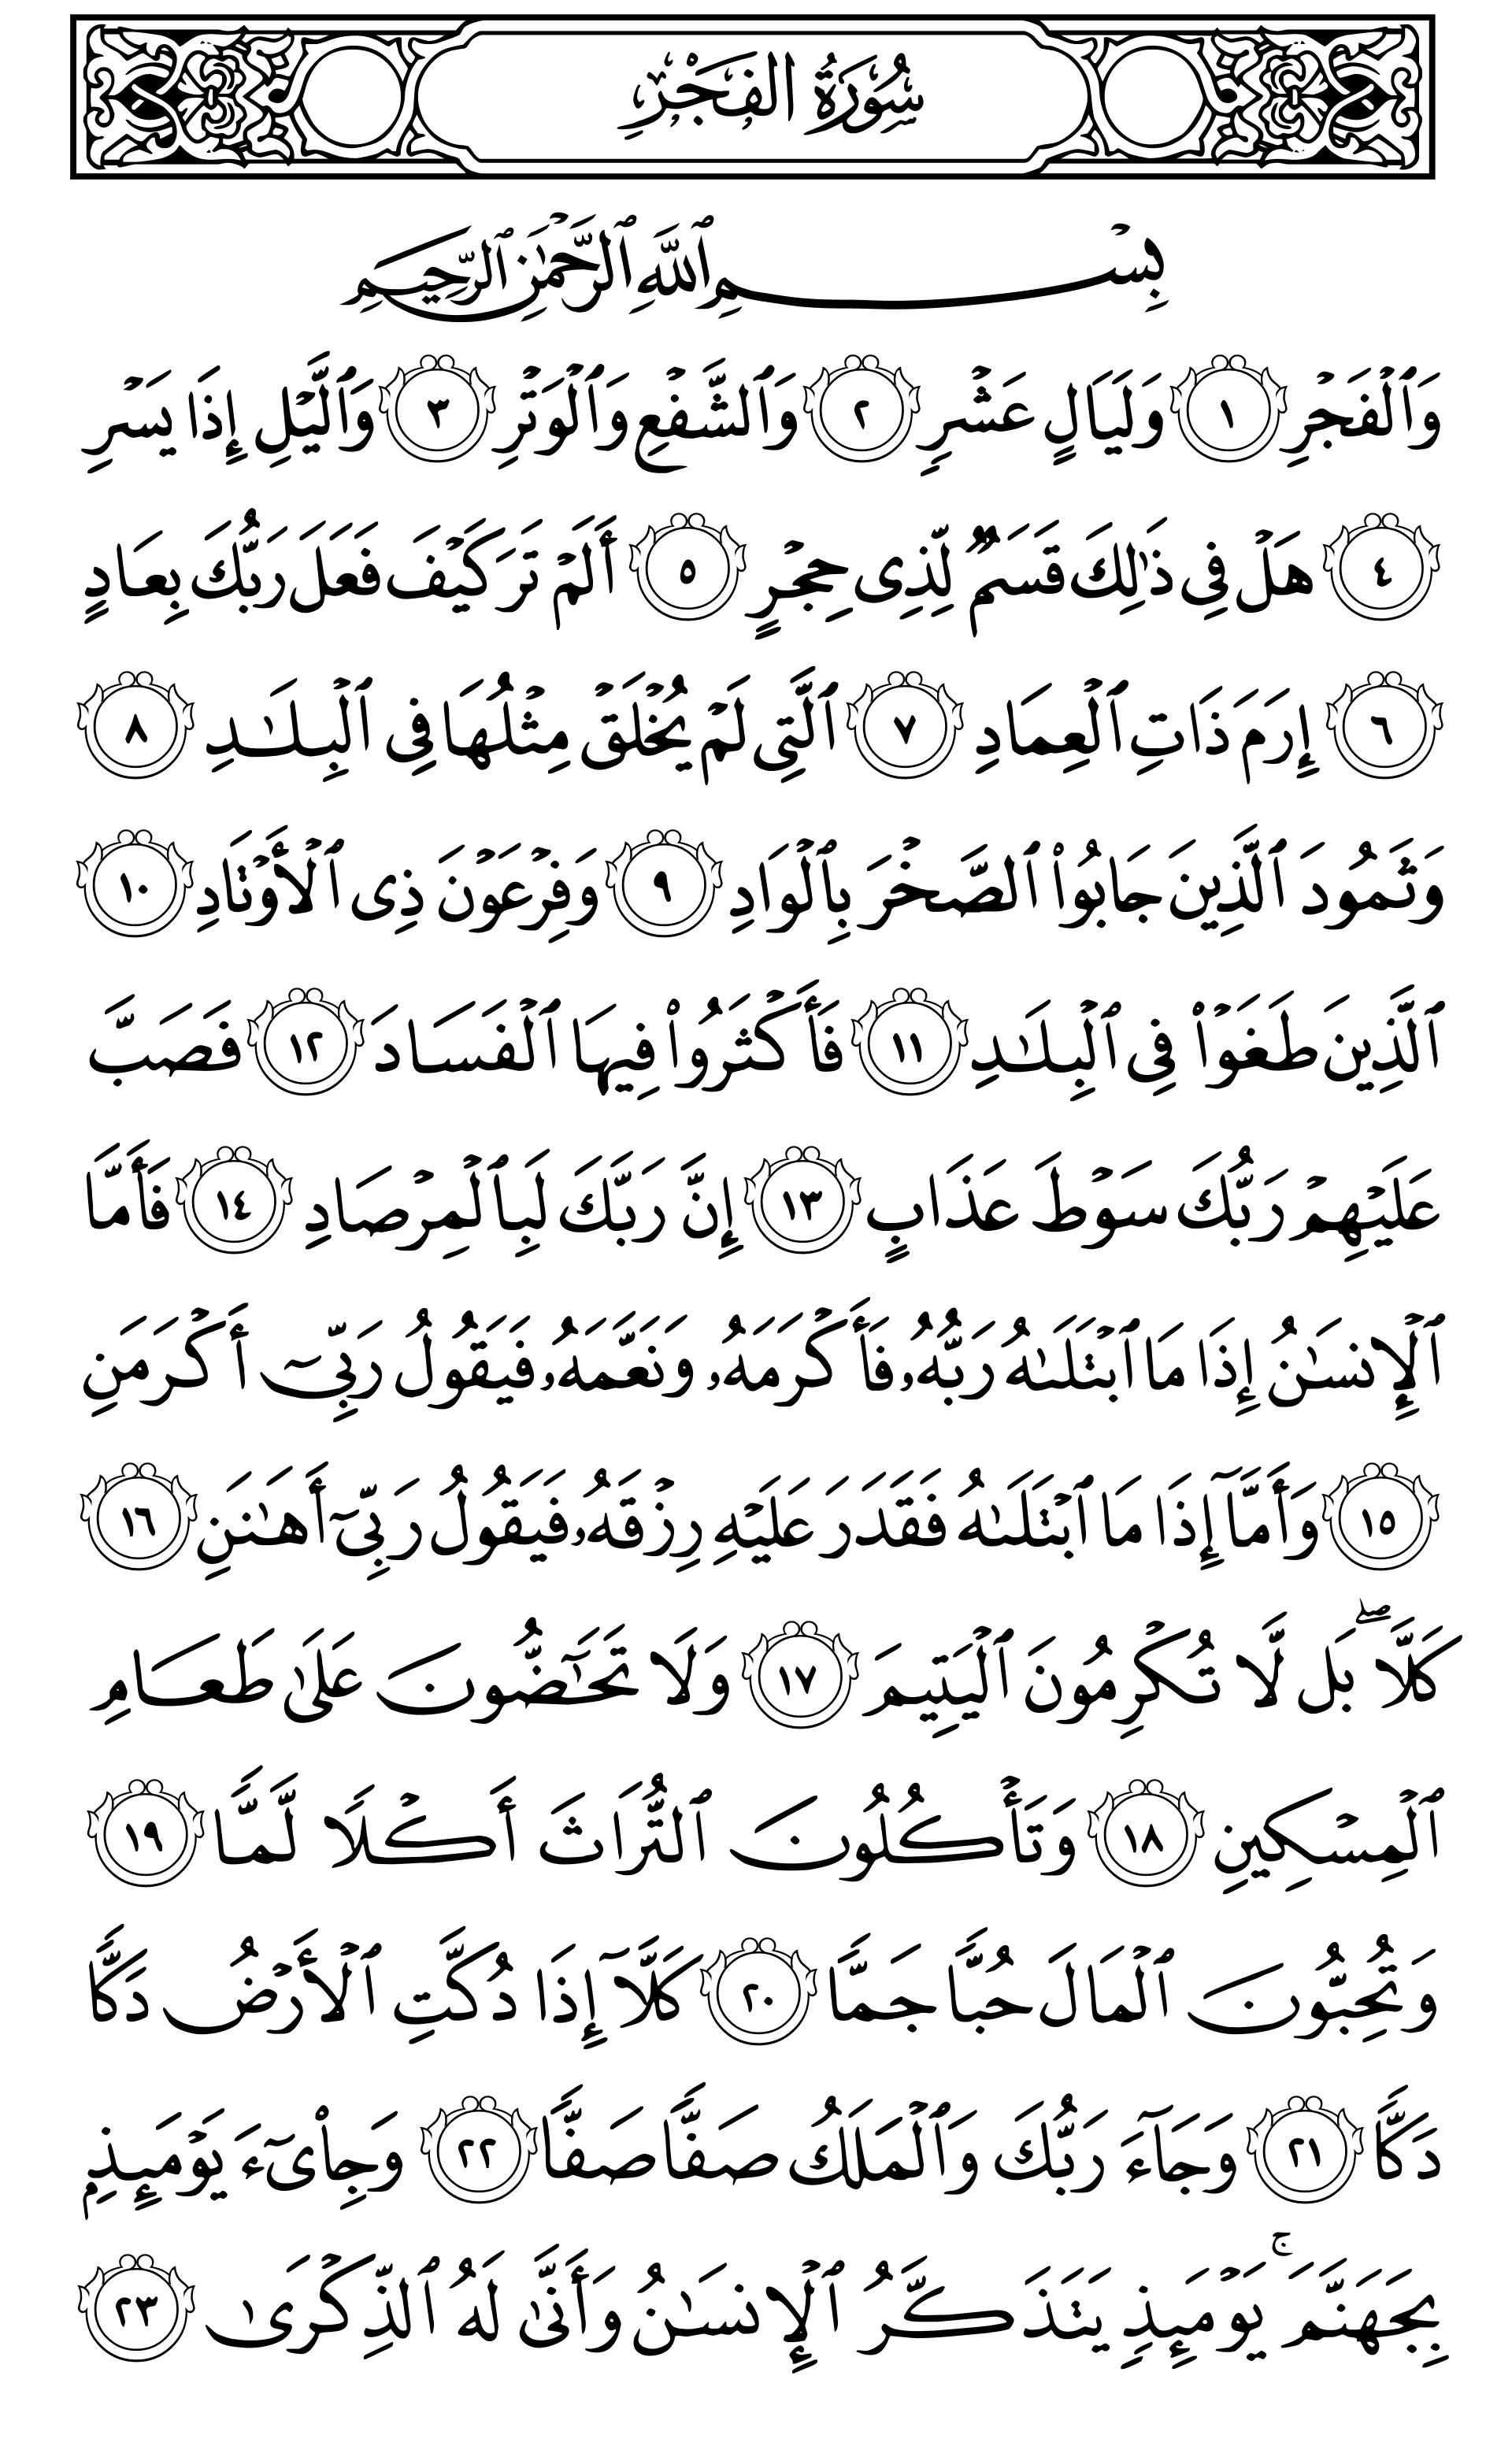 سُورَةُ الفَجْرِ
بِسْمِ ٱللَّهِ ٱلرَّحْمَٰنِ ٱلرَّحِيمِ
وَٱلْفَجْرِ ١ وَلَيَالٍ عَشْرٍ ٢ وَٱلشَّفْعِ وَٱلْوَتْرِ ٣ وَٱلَّيْلِ إِذَا يَسْرِ
٤ هَلْ فِى ذَٰلِكَ قَسَمٌ لِّذِى حِجْرٍ ٥ أَلَمْ تَرَ كَيْفَ فَعَلَ رَبُّكَ بِعَادٍ
٦ إِرَمَ ذَاتِ ٱلْعِمَادِ ٧ ٱلَّتِى لَمْ يُخْلَقْ مِثْلُهَا فِى ٱلْبِلَـٰدِ ٨
وَثَمُودَ ٱلَّذِينَ جَابُوا۟ ٱلصَّخْرَ بِٱلْوَادِ ٩ وَفِرْعَوْنَ ذِى ٱلْأَوْتَادِ ١٠
ٱلَّذِينَ طَغَوْا۟ فِى ٱلْبِلَـٰدِ ١١ فَأَكْثَرُوا۟ فِيهَا ٱلْفَسَادَ ١٢ فَصَبَّ
عَلَيْهِمْ رَبُّكَ سَوْطَ عَذَابٍ ١٣ إِنَّ رَبَّكَ لَبِٱلْمِرْصَادِ ١٤ فَأَمَّا
ٱلْإِنسَـٰنُ إِذَا مَا ٱبْتَلَىٰهُ رَبُّهُۥ فَأَكْرَمَهُۥ وَنَعَّمَهُۥ فَيَقُولُ رَبِّىٓ أَكْرَمَنِ
١٥ وَأَمَّآ إِذَا مَا ٱبْتَلَىٰهُ فَقَدَرَ عَلَيْهِ رِزْقَهُۥ فَيَقُولُ رَبِّىٓ أَهَـٰنَنِ ١٦
كَلَّاۖ بَل لَّا تُكْرِمُونَ ٱلْيَتِيمَ ١٧ وَلَا تَحَـٰٓضُّونَ عَلَىٰ طَعَامِ
ٱلْمِسْكِينِ ١٨ وَتَأْكُلُونَ ٱلتُّرَاثَ أَكْلًا لَّمًّا ١٩
وَتُحِبُّونَ ٱلْمَالَ حُبًّا جَمًّا ٢٠ كَلَّآ إِذَا دُكَّتِ ٱلْأَرْضُ دَكًّا
دَكًّا ٢١ وَجَآءَ رَبُّكَ وَٱلْمَلَكُ صَفًّا صَفًّا ٢٢ وَجِا۟ىٓءَ يَوْمَئِذٍۭ
بِجَهَنَّمَۚ يَوْمَئِذٍ يَتَذَكَّرُ ٱلْإِنسَـٰنُ وَأَنَّىٰ لَهُ ٱلذِّكْرَىٰ ٢٣